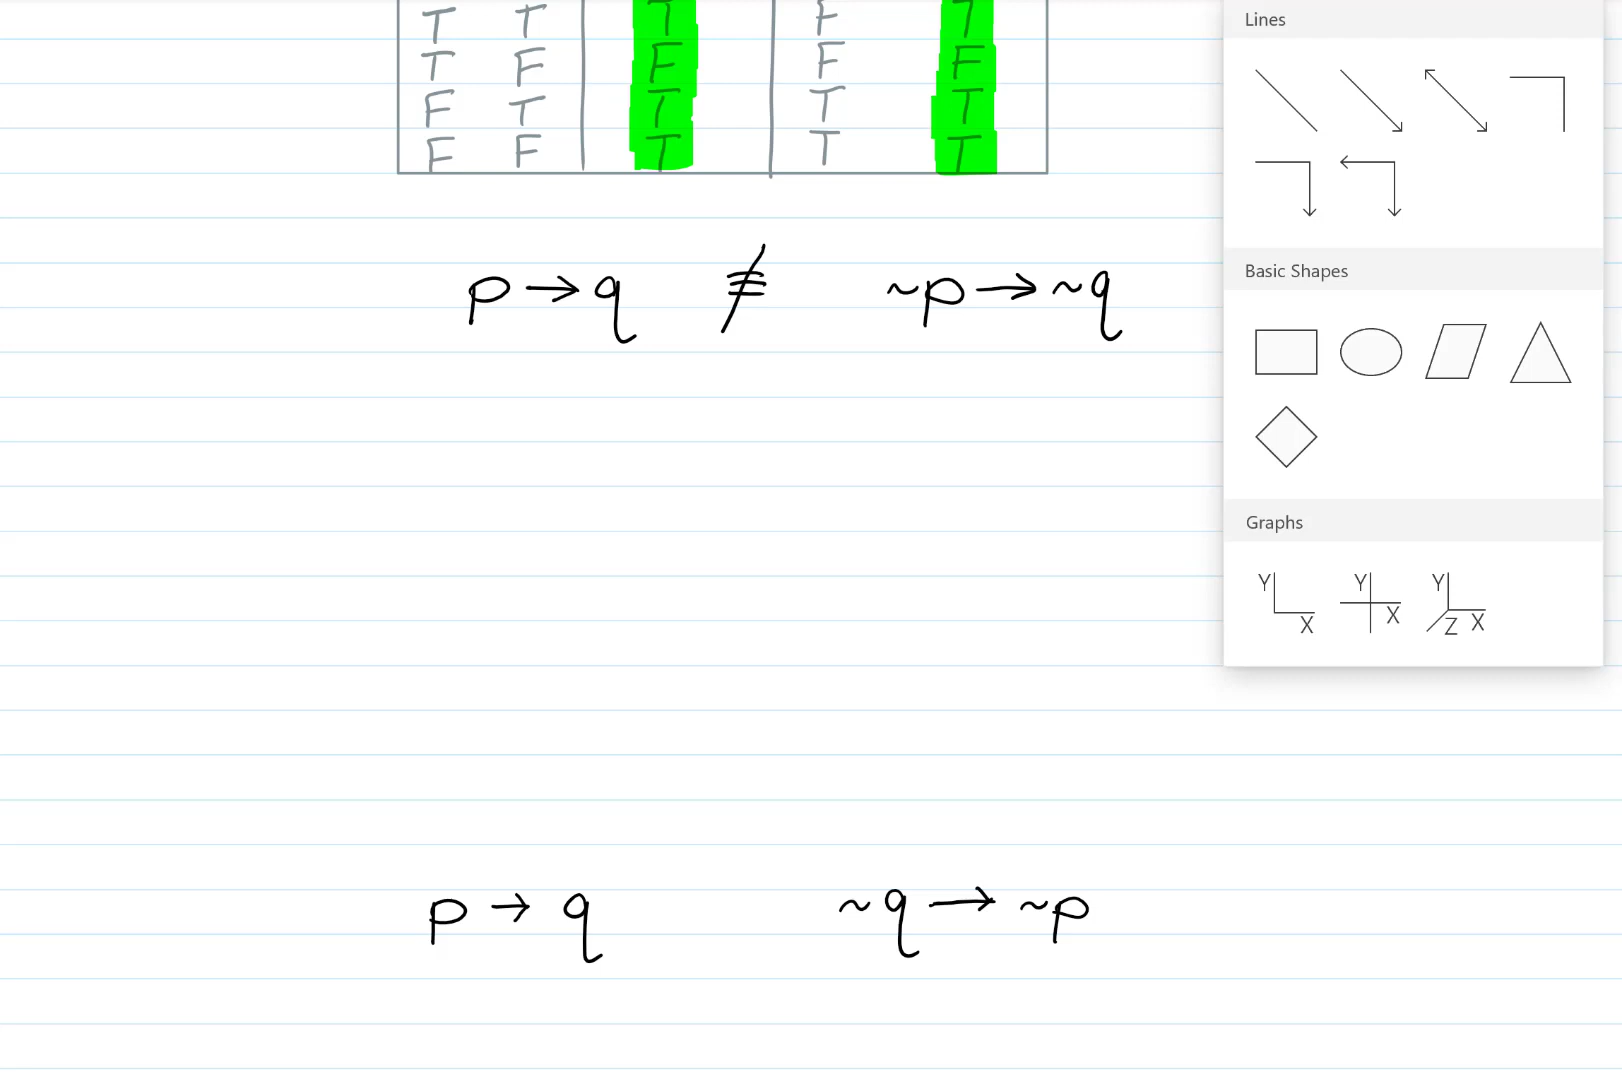 T T T F T
T F F F F
F T T T T
F F T T T
p → q ≢ ~p → ~q
p → q ~q → ~p
Lines
Basic Shapes
Graphs
Y X Y X Y Z X